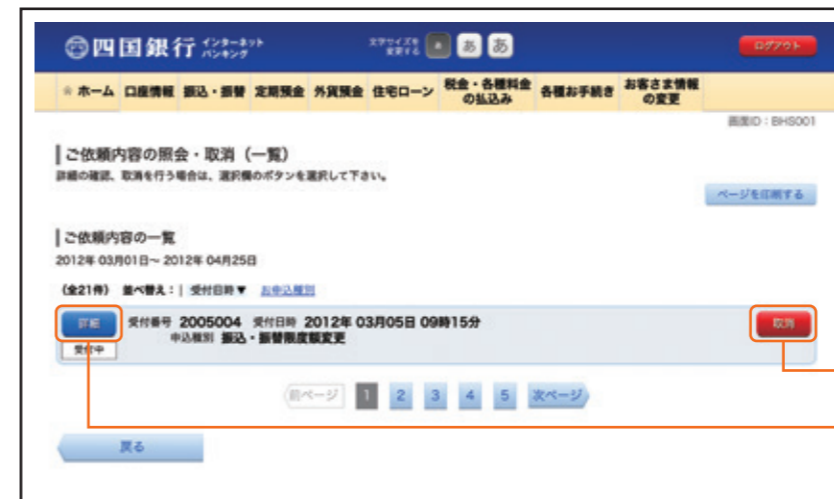 四国銀行 インターネットバンキング 文字サイズを変更する あ あ ログアウト
ホーム 口座情報 振込・振替 定期預金 外貨預金 住宅ローン 税金・各種料金の払込み 各種お手続き お客さま情報の変更
画面ID：BHS001
ご依頼内容の照会・取消（一覧）
詳細の確認、取消を行う場合は、選択欄のボタンを選択して下さい。
ページを印刷する
ご依頼内容の一覧
2012年 03月01日～ 2012年 04月25日
（全21件） 並べ替え：| 受付日時▼ お申込種別
詳細 受付番号 2005004 受付日時 2012年 03月05日 09時15分 取消
受付中 申込種別 振込・振替限度額変更
前ページ 1 2 3 4 5 次ページ
戻る